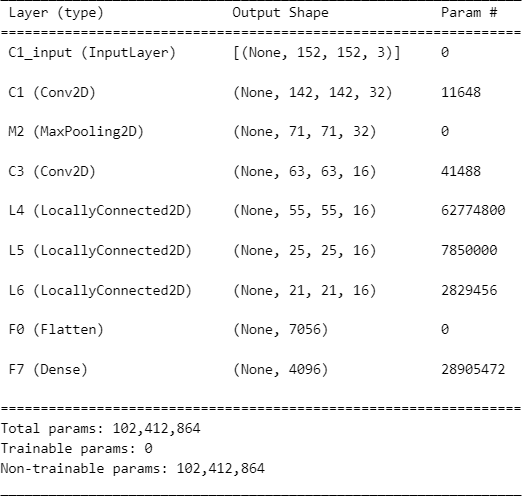 Layer (type) Output Shape Param #
=================================================================
C1_input (InputLayer) [(None, 152, 152, 3)] 0
C1 (Conv2D) (None, 142, 142, 32) 11648
M2 (MaxPooling2D) (None, 71, 71, 32) 0
C3 (Conv2D) (None, 63, 63, 16) 41488
L4 (LocallyConnected2D) (None, 55, 55, 16) 62774800
L5 (LocallyConnected2D) (None, 25, 25, 16) 7850000
L6 (LocallyConnected2D) (None, 21, 21, 16) 2829456
F0 (Flatten) (None, 7056) 0
F7 (Dense) (None, 4096) 28905472
=================================================================
Total params: 102,412,864
Trainable params: 0
Non-trainable params: 102,412,864